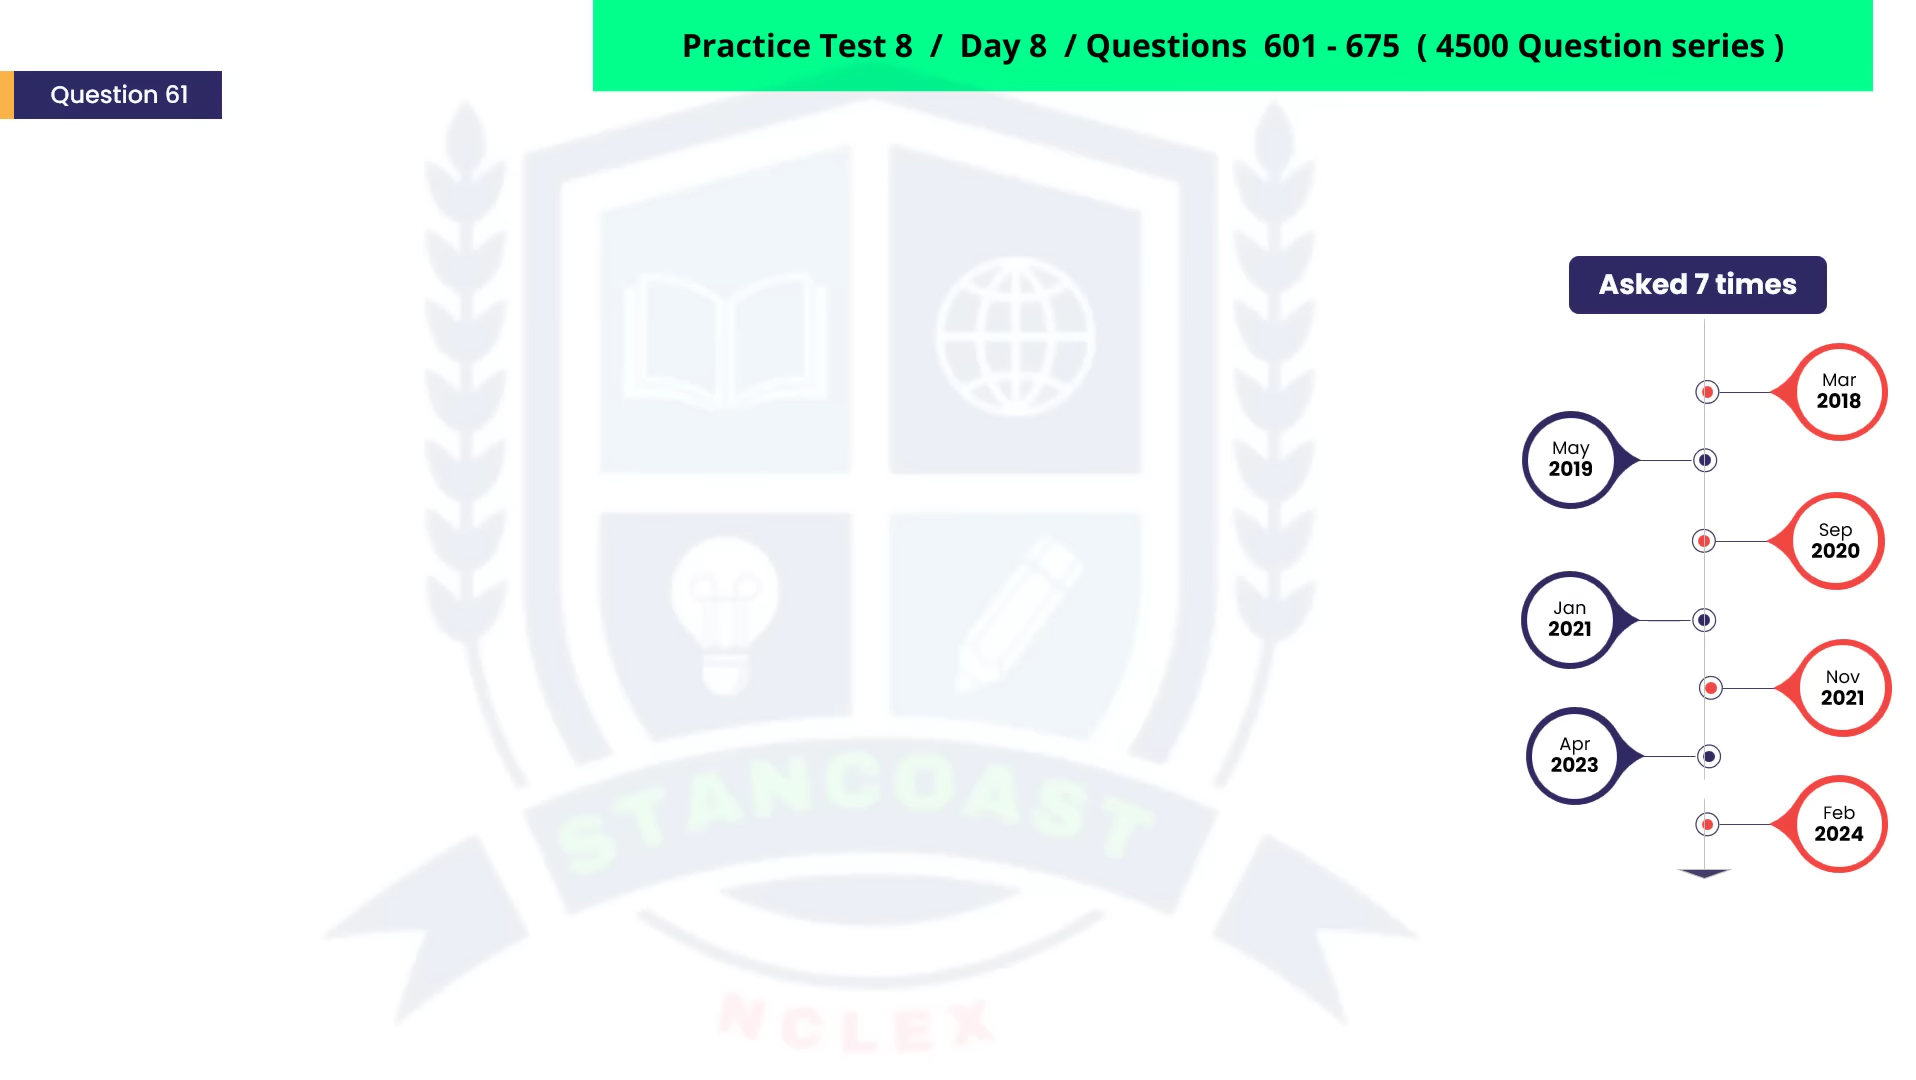 Practice Test 8 / Day 8 / Questions 601 - 675 ( 4500 Question series )
Question 61
Asked 7 times
Mar
2018
May
2019
Sep
2020
Jan
2021
Nov
2021
Apr
2023
Feb
2024
STANCOAST
NCLEX